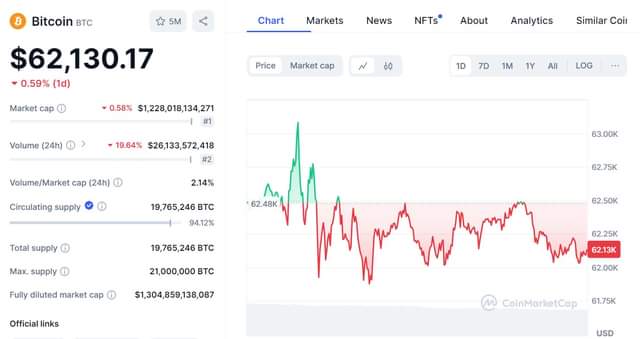 Bitcoin BTC
5M
$62,130.17
0.59% (1d)
Market cap 0.58% $1,228,018,134,271
#1
Volume (24h) 19.64% $26,133,572,418
#2
Volume/Market cap (24h) 2.14%
Circulating supply 19,765,246 BTC
94.12%
Total supply 19,765,246 BTC
Max. supply 21,000,000 BTC
Fully diluted market cap $1,304,859,138,087
Official links
Chart Markets News NFTs About Analytics Similar Coin
Price Market cap 1D 7D 1M 1Y All LOG ...
63.00K
62.75K
62.50K
62.48K
62.25K
62.13K
62.00K
61.75K
CoinMarketCap
USD